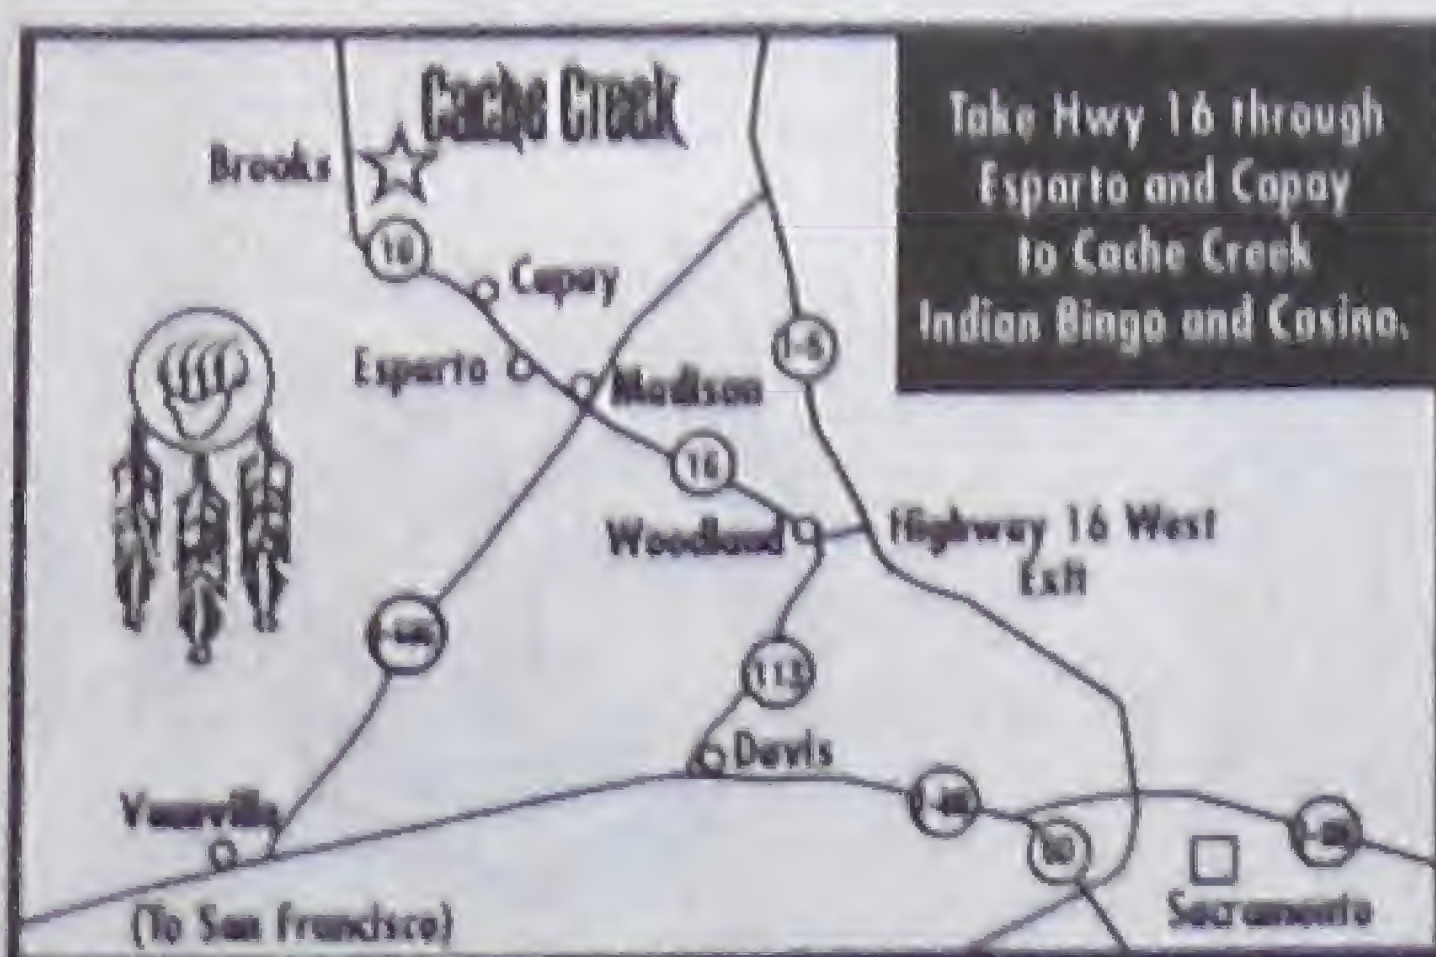 Cache Creek
Take Hwy 16 through
Esparto and Capay
to Cache Creek
Indian Bingo and Casino.
Brooks
16
Capay
I-5
Esparto
Madison
16
Woodland
Highway 16 West
Exit
113
Davis
Vacaville
Sacramento
(To San Francisco)